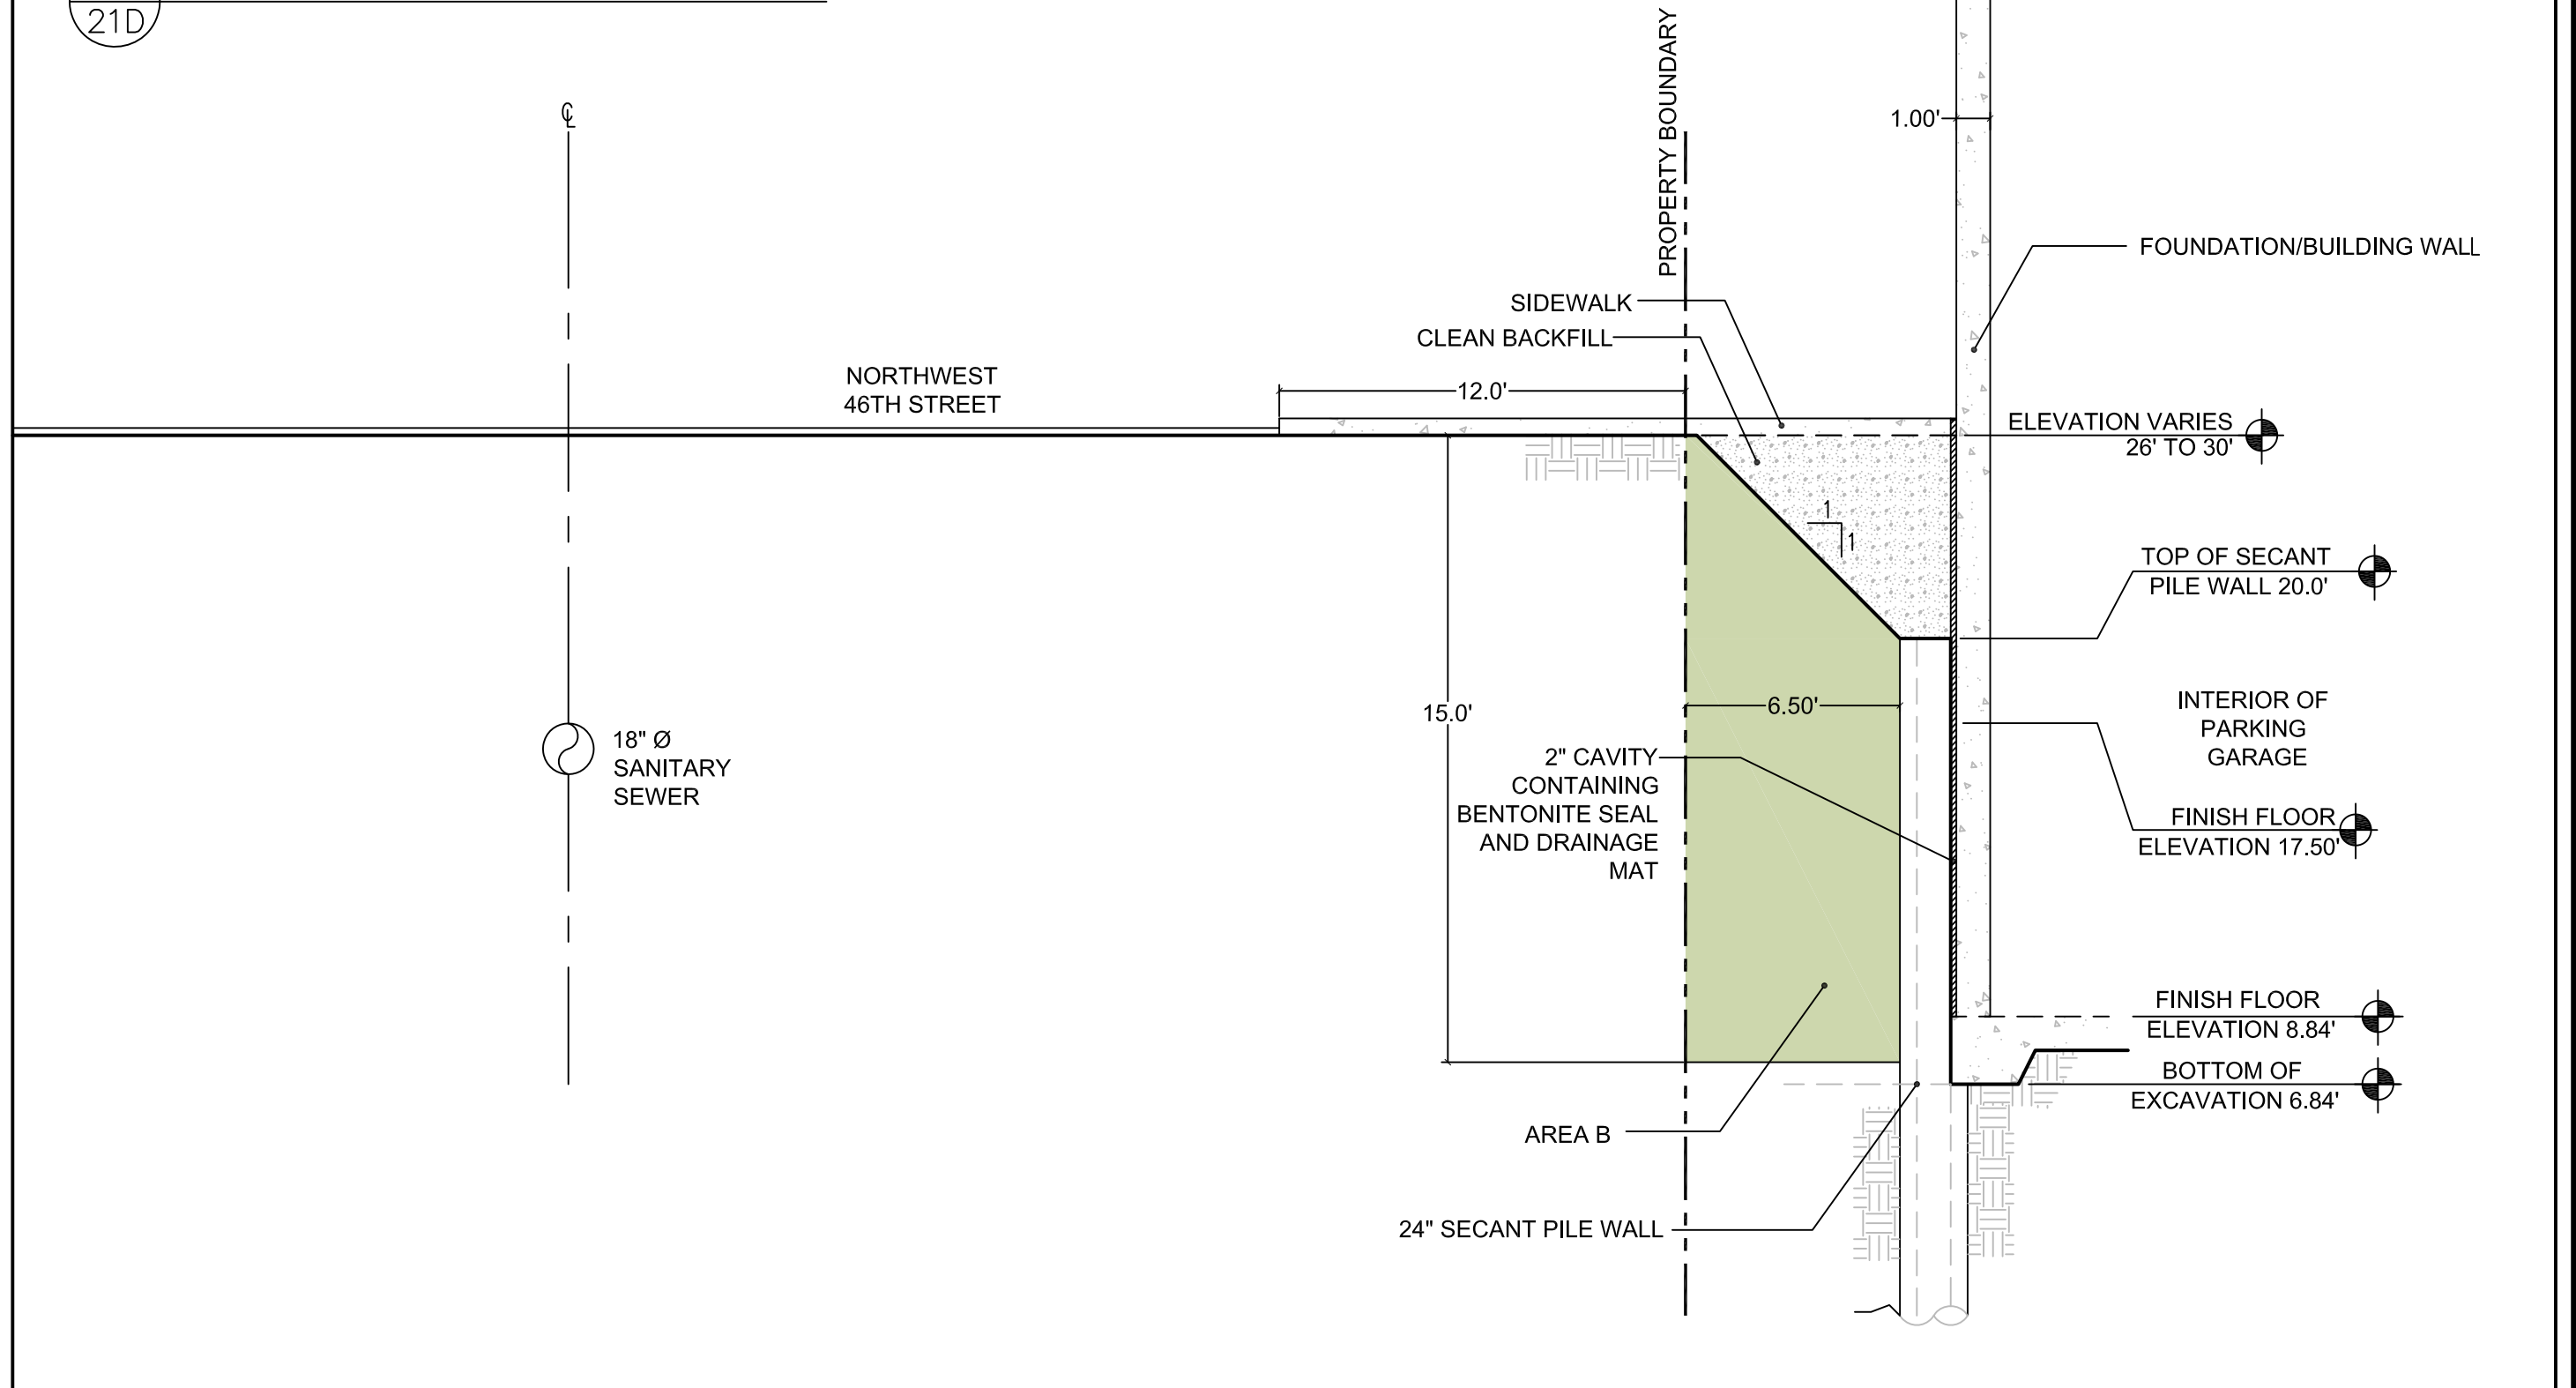 21D
℄
PROPERTY BOUNDARY
1.00'
FOUNDATION/BUILDING WALL
SIDEWALK
CLEAN BACKFILL
NORTHWEST
46TH STREET
12.0'
ELEVATION VARIES
26' TO 30'
1
1
TOP OF SECANT
PILE WALL 20.0'
15.0'
6.50'
INTERIOR OF
PARKING
GARAGE
18" Ø
SANITARY
SEWER
2" CAVITY
CONTAINING
BENTONITE SEAL
AND DRAINAGE
MAT
FINISH FLOOR
ELEVATION 17.50'
FINISH FLOOR
ELEVATION 8.84'
BOTTOM OF
EXCAVATION 6.84'
AREA B
24" SECANT PILE WALL